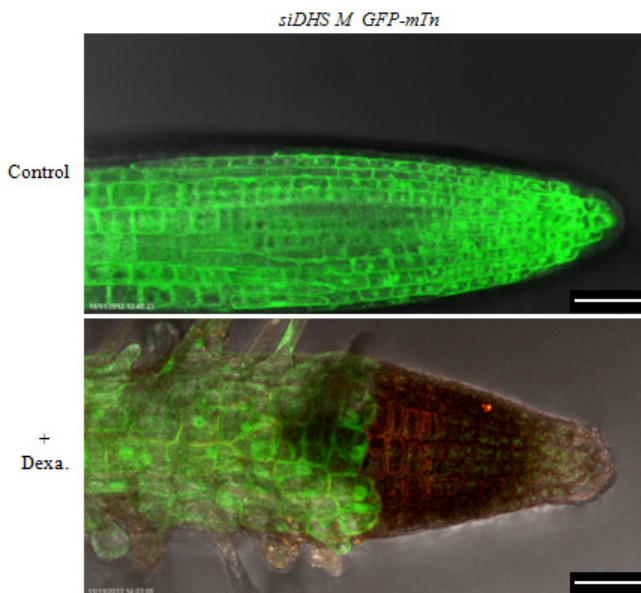 siDHS M GFP-mTn
Control
+
Dexa.